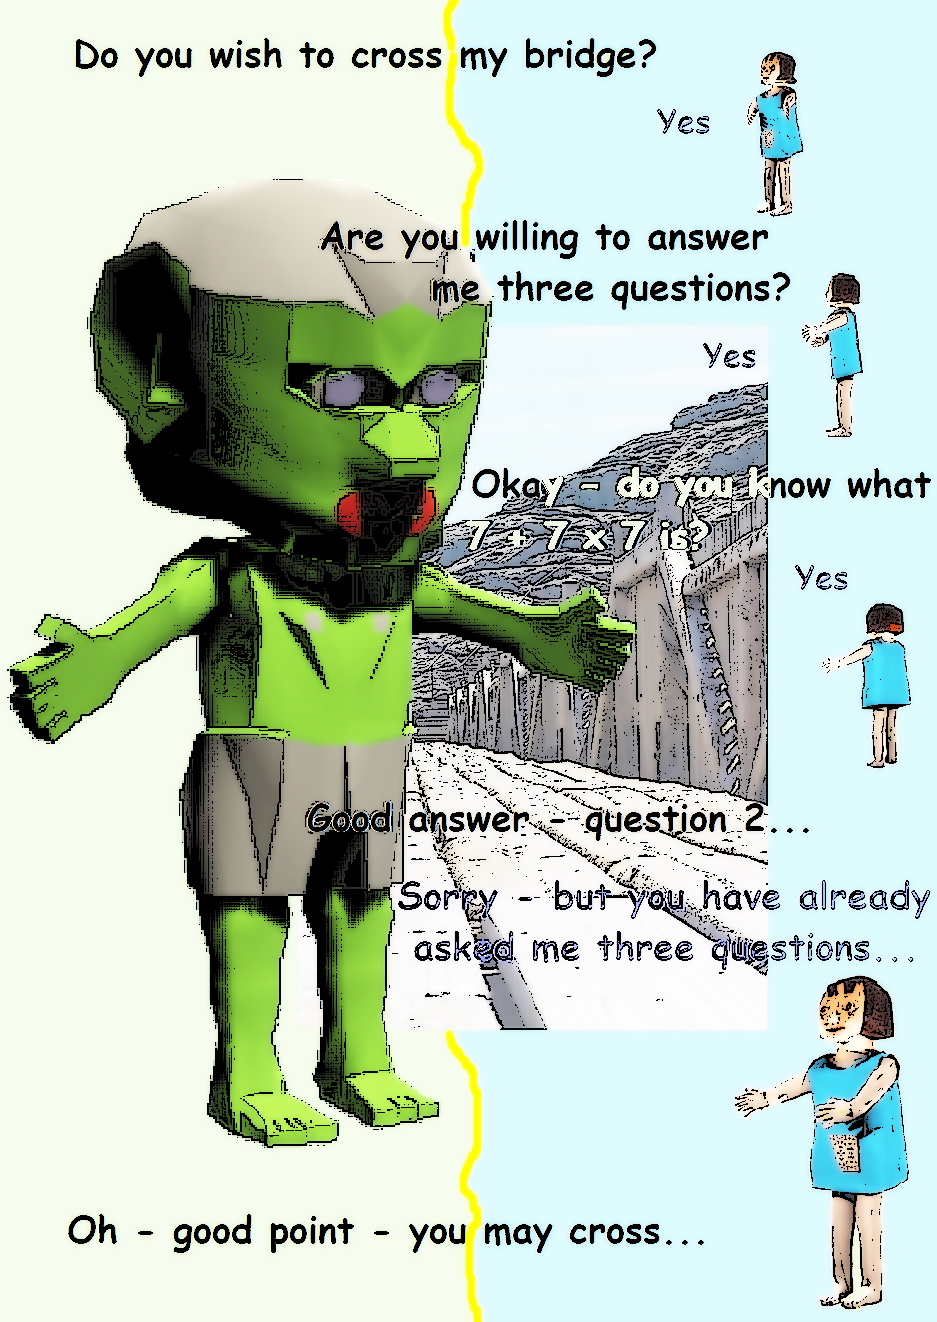 Do you wish to cross my bridge?
Yes
Are you willing to answer
me three questions?
Yes
Okay - do you know what
7 + 7 x 7 is?
Yes
Good answer - question 2...
Sorry - but you have already
asked me three questions...
Oh - good point - you may cross...